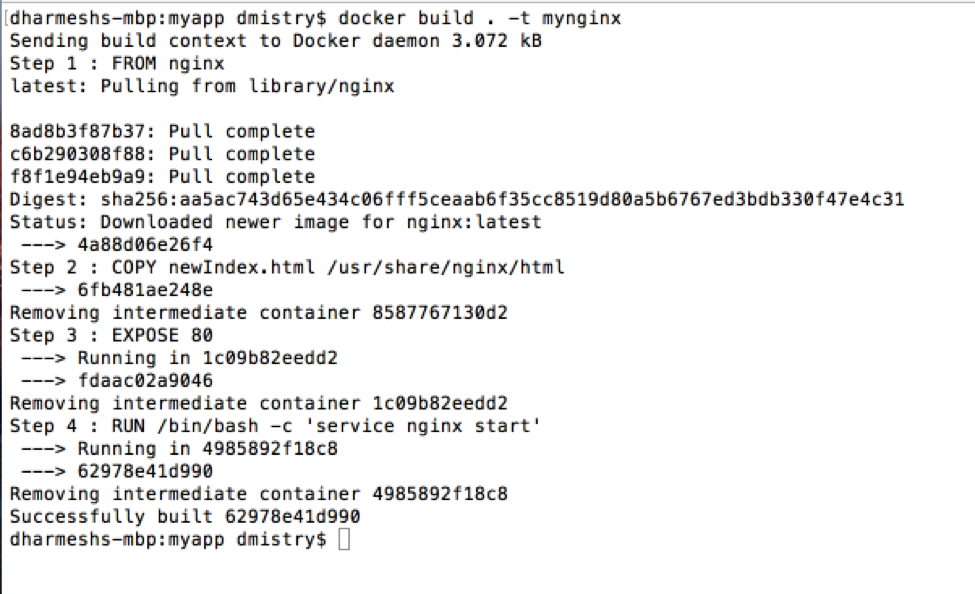 [dharmeshs-mbp:myapp dmistry$ docker build . -t mynginx
Sending build context to Docker daemon 3.072 kB
Step 1 : FROM nginx
latest: Pulling from library/nginx
8ad8b3f87b37: Pull complete
c6b290308f88: Pull complete
f8f1e94eb9a9: Pull complete
Digest: sha256:aa5ac743d65e434c06fff5ceaab6f35cc8519d80a5b6767ed3bdb330f47e4c31
Status: Downloaded newer image for nginx:latest
 ---> 4a88d06e26f4
Step 2 : COPY newIndex.html /usr/share/nginx/html
 ---> 6fb481ae248e
Removing intermediate container 8587767130d2
Step 3 : EXPOSE 80
 ---> Running in 1c09b82eedd2
 ---> fdaac02a9046
Removing intermediate container 1c09b82eedd2
Step 4 : RUN /bin/bash -c 'service nginx start'
 ---> Running in 4985892f18c8
 ---> 62978e41d990
Removing intermediate container 4985892f18c8
Successfully built 62978e41d990
dharmeshs-mbp:myapp dmistry$